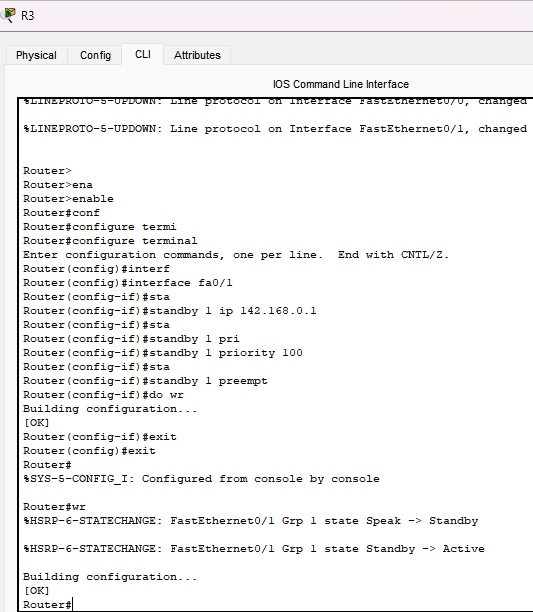 R3
Physical Config CLI Attributes
IOS Command Line Interface
%LINEPROTO-5-UPDOWN: Line protocol on Interface FastEthernet0/0, changed
%LINEPROTO-5-UPDOWN: Line protocol on Interface FastEthernet0/1, changed
Router>
Router>ena
Router>enable
Router#conf
Router#configure termi
Router#configure terminal
Enter configuration commands, one per line.  End with CNTL/Z.
Router(config)#interf
Router(config)#interface fa0/1
Router(config-if)#sta
Router(config-if)#standby 1 ip 142.168.0.1
Router(config-if)#sta
Router(config-if)#standby 1 pri
Router(config-if)#standby 1 priority 100
Router(config-if)#sta
Router(config-if)#standby 1 preempt
Router(config-if)#do wr
Building configuration...
[OK]
Router(config-if)#exit
Router(config)#exit
Router#
%SYS-5-CONFIG_I: Configured from console by console
Router#wr
%HSRP-6-STATECHANGE: FastEthernet0/1 Grp 1 state Speak -> Standby
%HSRP-6-STATECHANGE: FastEthernet0/1 Grp 1 state Standby -> Active
Building configuration...
[OK]
Router#